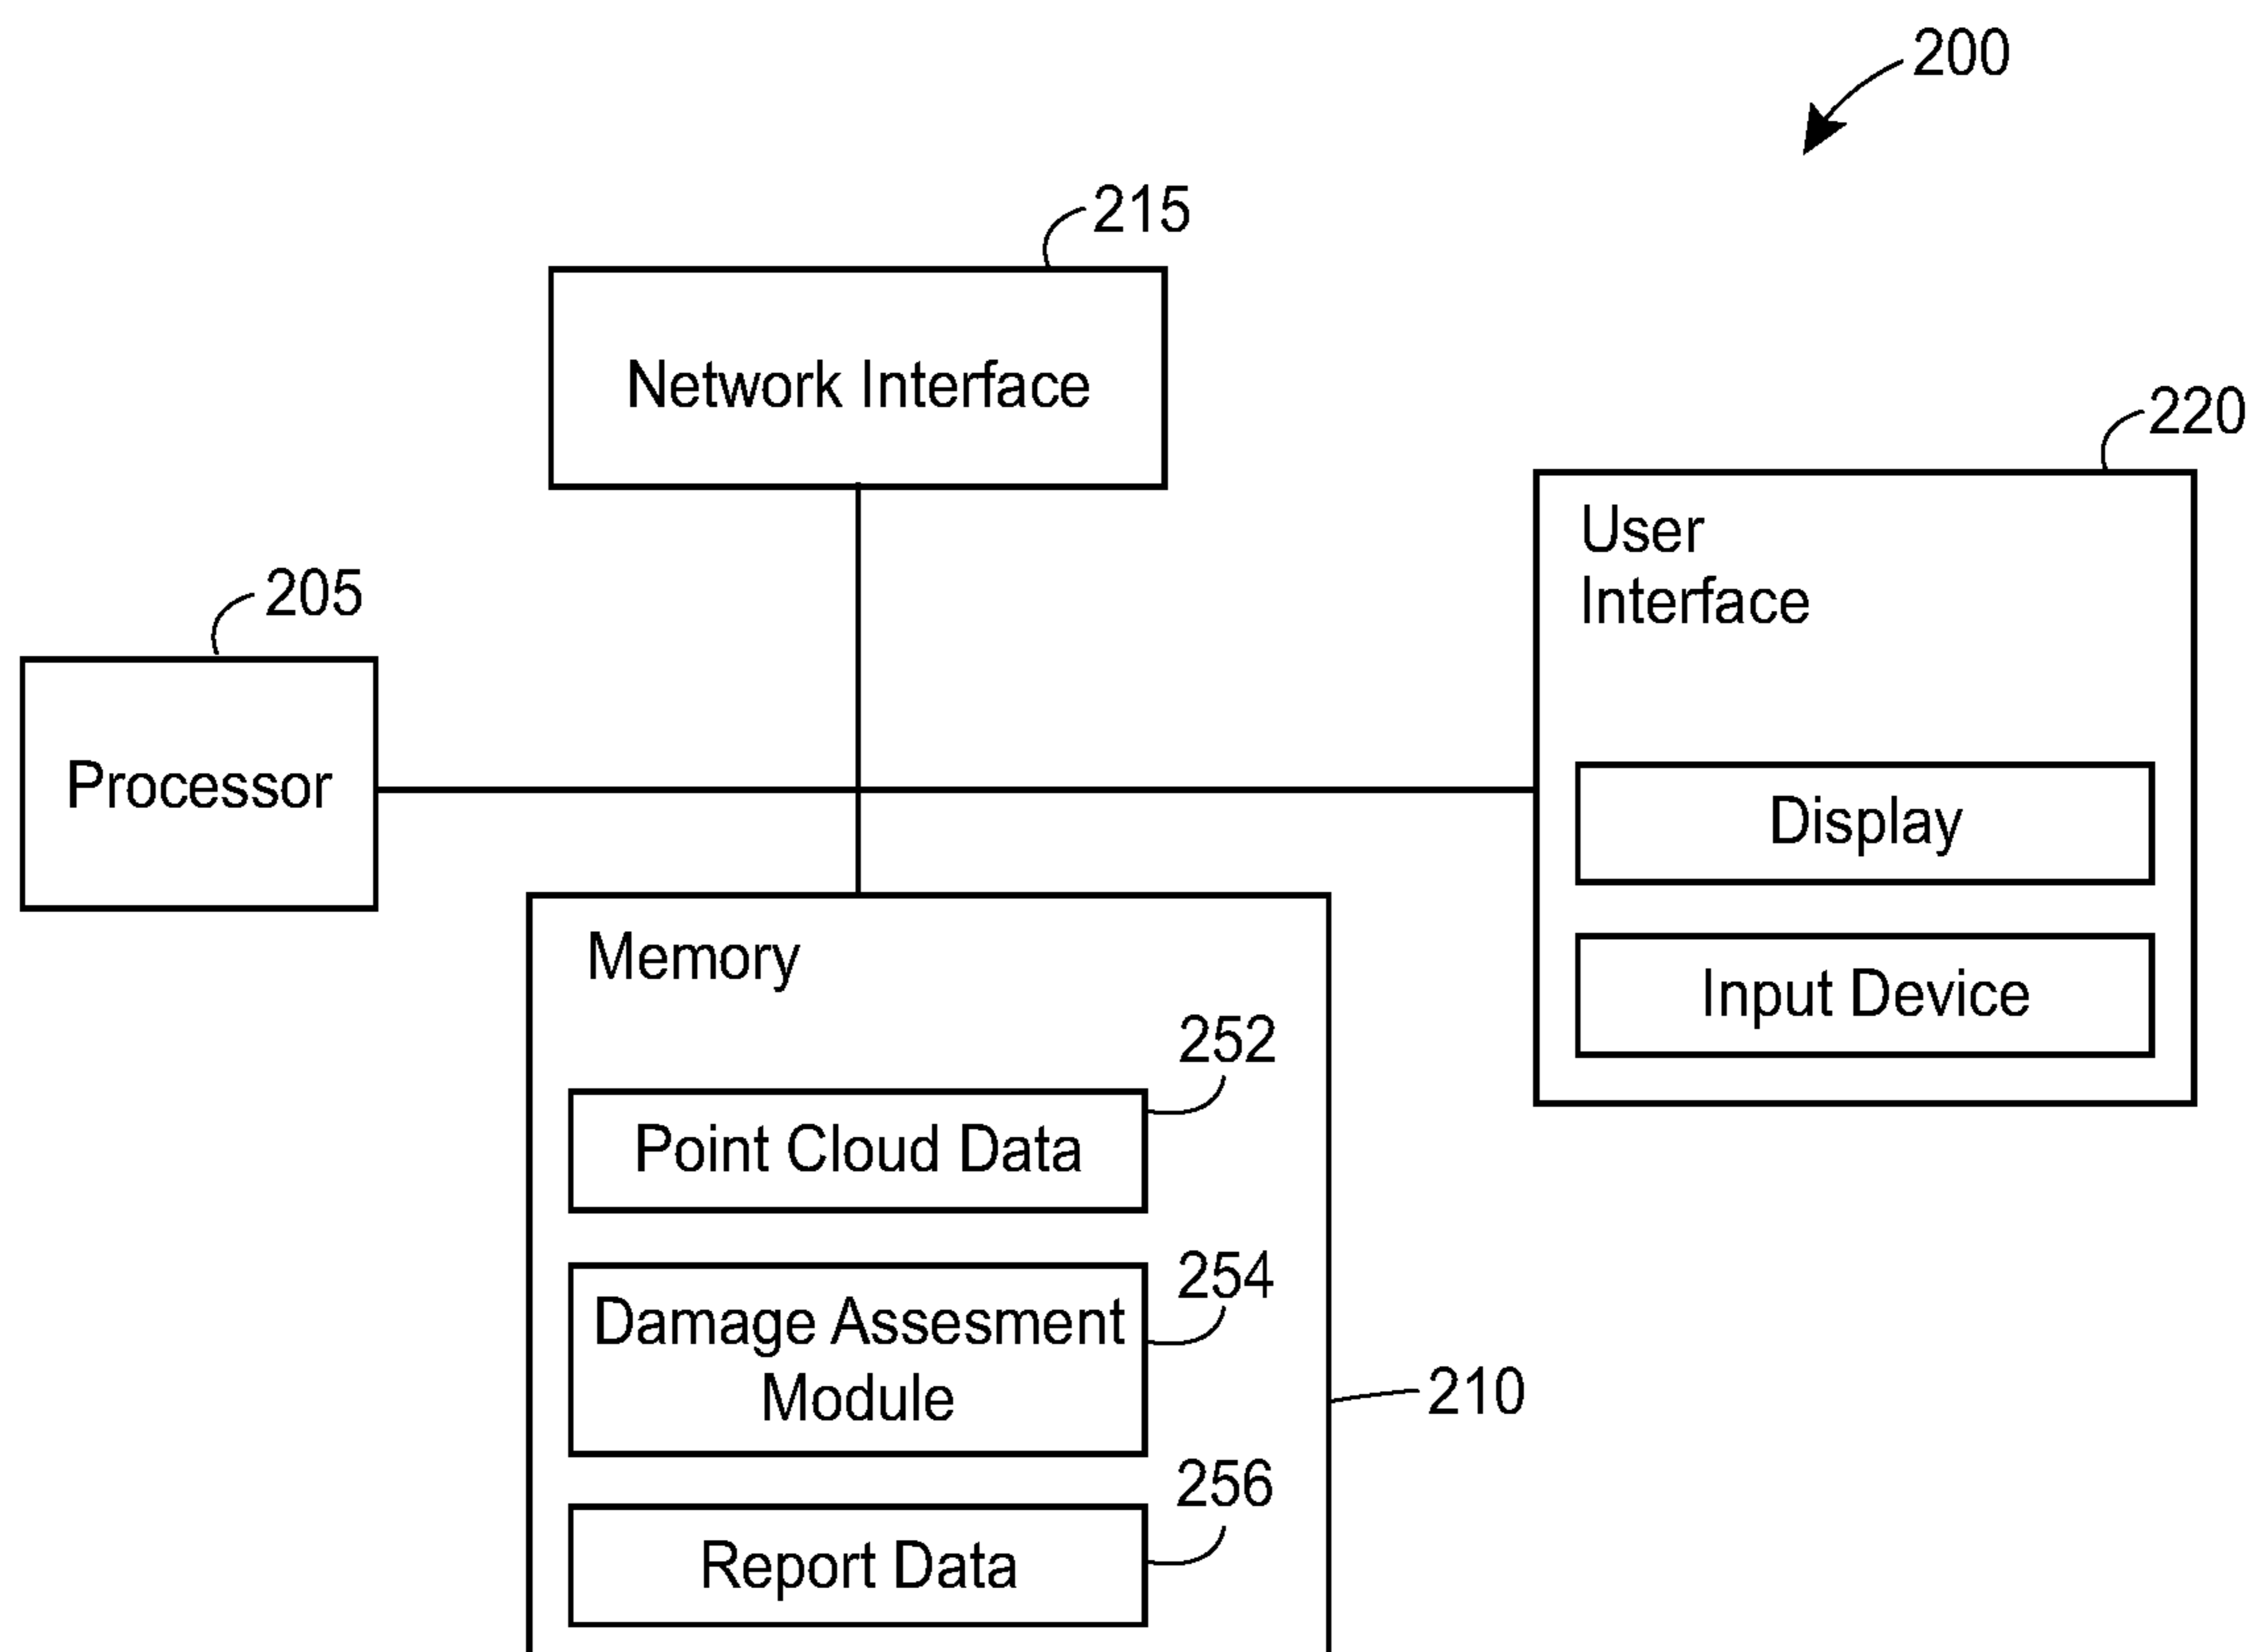 200
215
Network Interface
220
User
Interface
205
Processor
Display
Input Device
Memory
252
Point Cloud Data
254
Damage Assesment
Module
210
256
Report Data